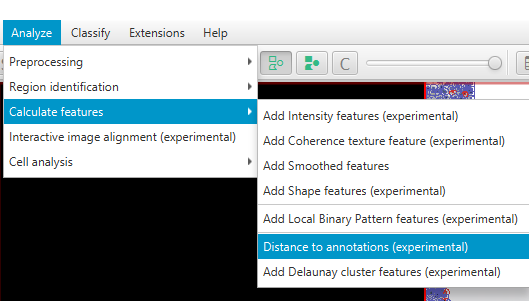 Analyze Classify Extensions Help
Preprocessing
Region identification
Calculate features
Interactive image alignment (experimental)
Cell analysis
C
Add Intensity features (experimental)
Add Coherence texture feature (experimental)
Add Smoothed features
Add Shape features (experimental)
Add Local Binary Pattern features (experimental)
Distance to annotations (experimental)
Add Delaunay cluster features (experimental)